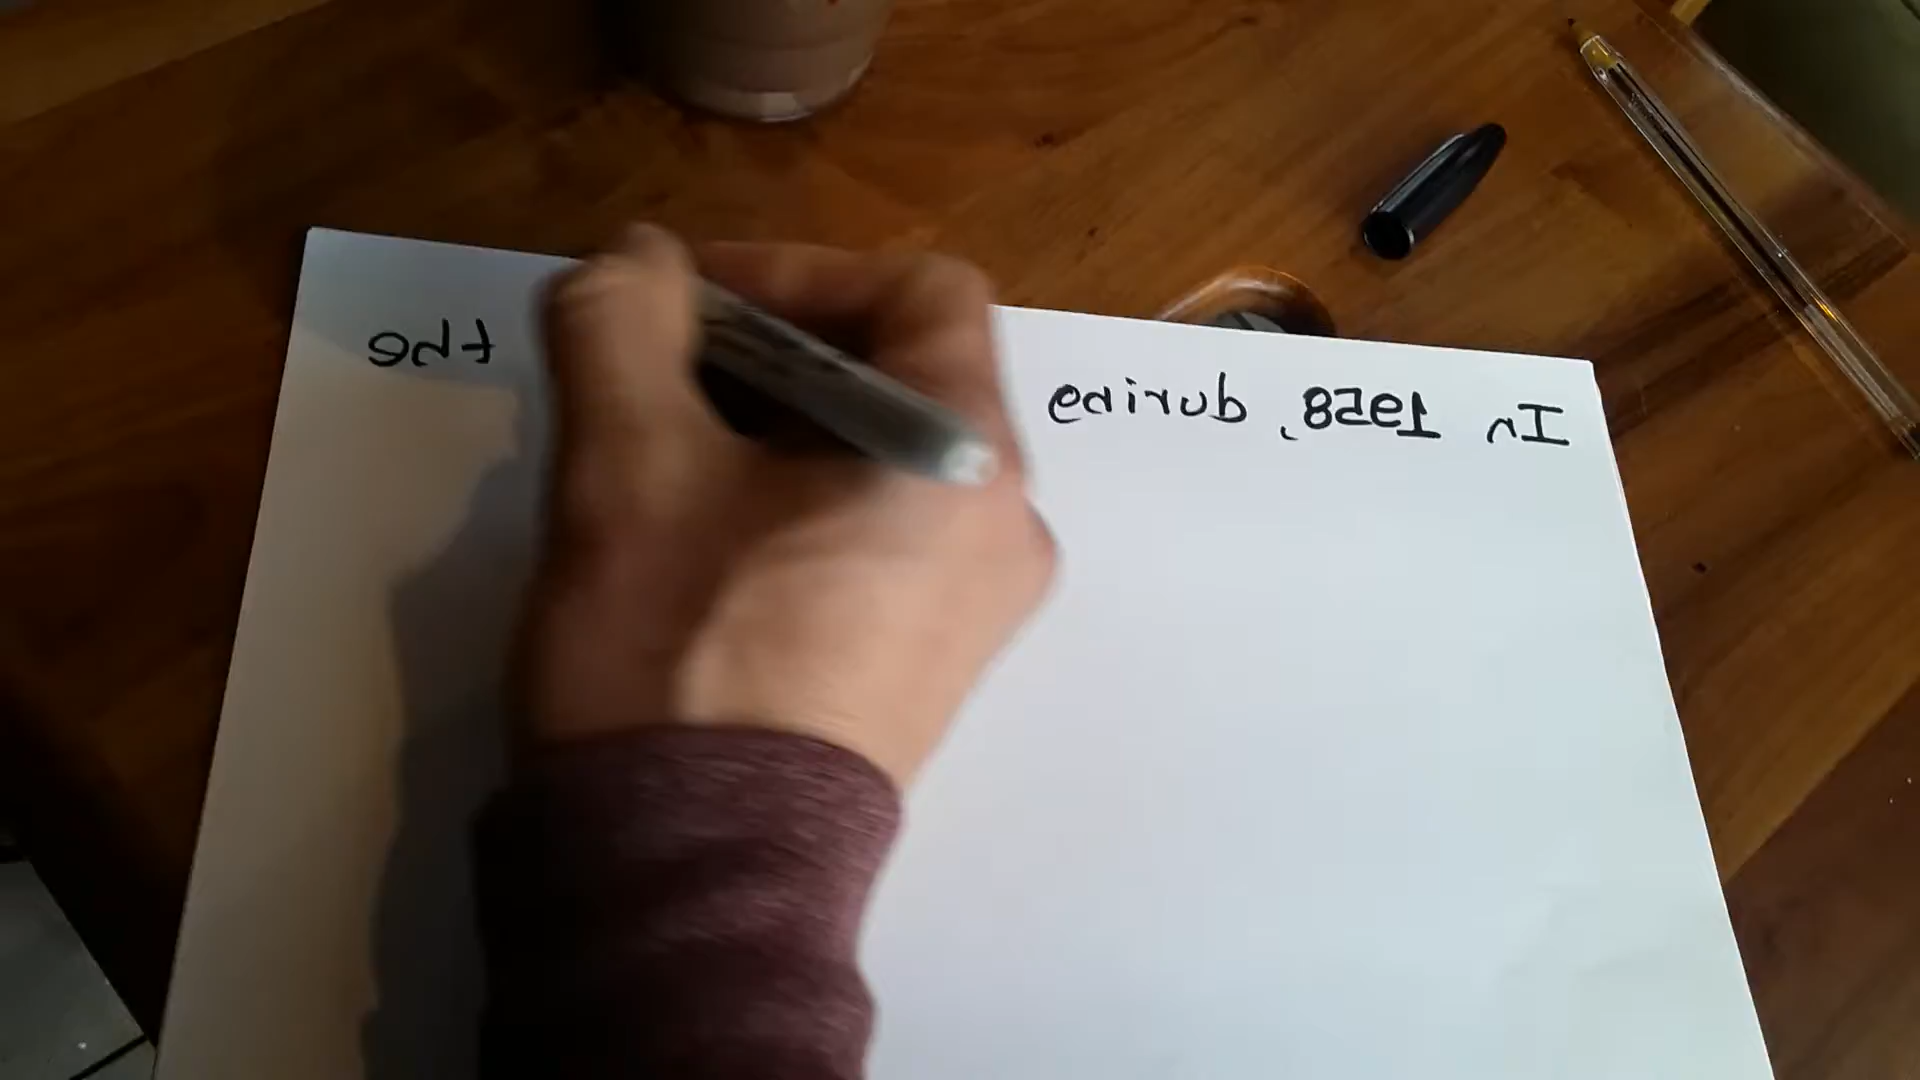 In 1958, during the